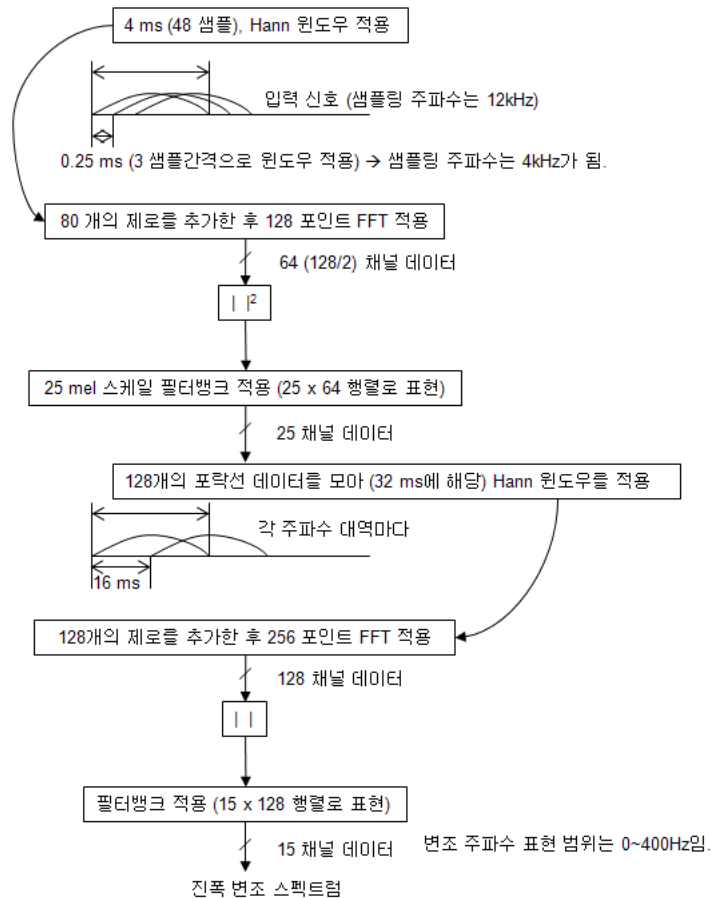 4 ms (48 샘플), Hann 윈도우 적용
입력 신호 (샘플링 주파수는 12kHz)
0.25 ms (3 샘플간격으로 윈도우 적용) → 샘플링 주파수는 4kHz가 됨.
80 개의 제로를 추가한 후 128 포인트 FFT 적용
64 (128/2) 채널 데이터
| |²
25 mel 스케일 필터뱅크 적용 (25 x 64 행렬로 표현)
25 채널 데이터
128개의 포락선 데이터를 모아 (32 ms에 해당) Hann 윈도우를 적용
각 주파수 대역마다
16 ms
128개의 제로를 추가한 후 256 포인트 FFT 적용
128 채널 데이터
| |
필터뱅크 적용 (15 x 128 행렬로 표현)
15 채널 데이터
변조 주파수 표현 범위는 0~400Hz임.
진폭 변조 스펙트럼